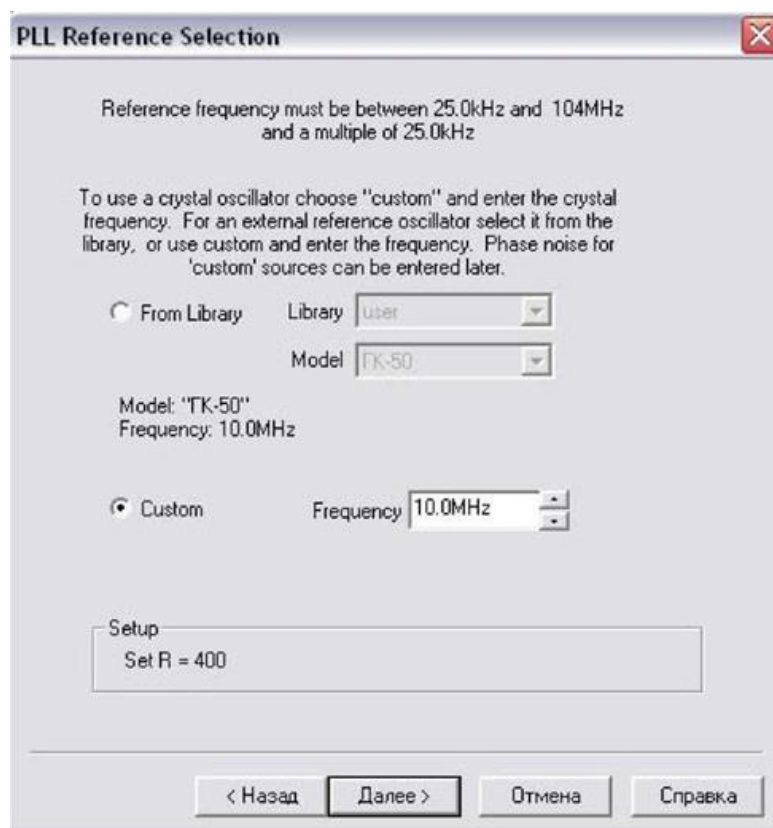 PLL Reference Selection
Reference frequency must be between 25.0kHz and 104MHz
and a multiple of 25.0kHz
To use a crystal oscillator choose "custom" and enter the crystal
frequency. For an external reference oscillator select it from the
library, or use custom and enter the frequency. Phase noise for
'custom' sources can be entered later.
From Library Library user
Model ГК-50
Model: "ГК-50"
Frequency: 10.0MHz
Custom Frequency 10.0MHz
Setup
Set R = 400
< Назад Далее > Отмена Справка